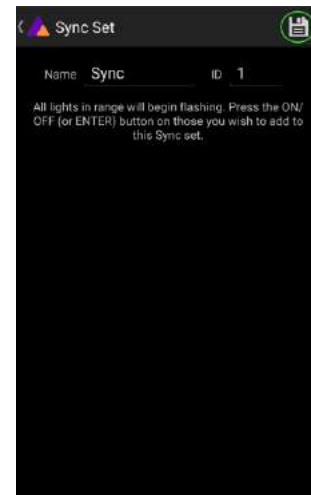 Sync Set
Name Sync ID 1
All lights in range will begin flashing. Press the ON/
OFF (or ENTER) button on those you wish to add to
this Sync set.